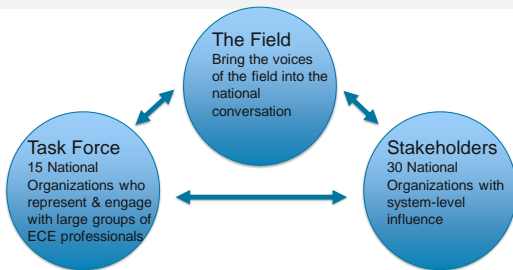 The Field
Bring the voices
of the field into the
national
conversation
Task Force
15 National
Organizations who
represent & engage
with large groups of
ECE professionals
Stakeholders
30 National
Organizations with
system-level
influence